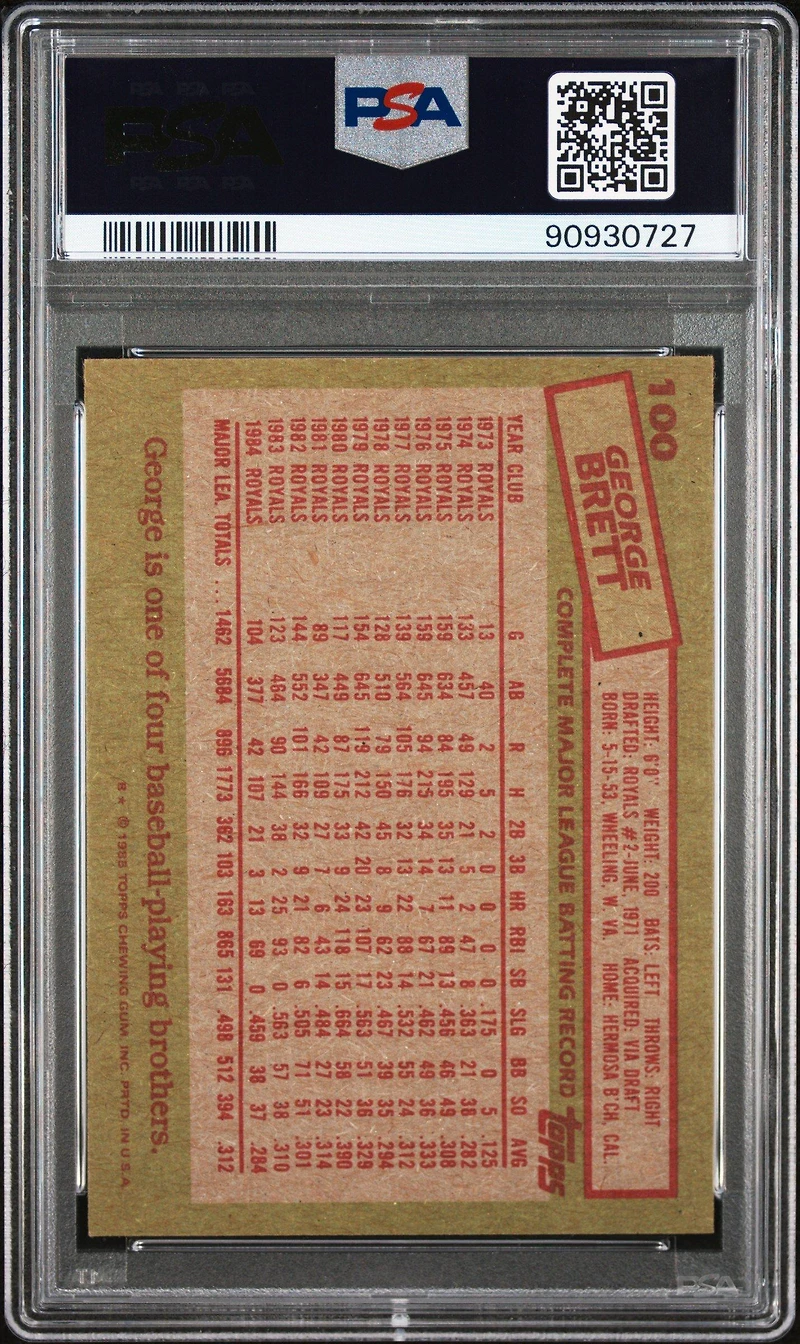 PSA
PSA
90930727
100
GEORGE
BRETT
HEIGHT: 6'0" WEIGHT: 200 BATS: LEFT THROWS: RIGHT
DRAFTED: ROYALS #2-JUNE, 1971 ACQUIRED: VIA DRAFT
BORN: 5-15-53, WHEELING, W. VA. HOME: HERMOSA B'CH, CAL.
COMPLETE MAJOR LEAGUE BATTING RECORD topps
YEAR CLUB G AB R H 2B 3B HR RBI SB SLG BB SO AVG
1973 ROYALS 13 40 2 5 2 0 0 0 0 .175 0 5 .125
1974 ROYALS 133 457 49 129 21 5 2 47 8 .363 21 38 .282
1975 ROYALS 159 634 84 195 35 13 11 89 13 .456 46 49 .308
1976 ROYALS 159 645 94 215 34 14 7 67 21 .462 49 36 .333
1977 ROYALS 139 564 105 176 32 13 22 88 14 .532 55 24 .312
1978 ROYALS 128 510 79 150 45 8 9 62 23 .467 39 35 .294
1979 ROYALS 154 645 119 212 42 20 23 107 17 .563 51 36 .329
1980 ROYALS 117 449 87 175 33 9 24 118 15 .664 58 22 .390
1981 ROYALS 89 347 42 109 27 7 6 43 14 .484 27 23 .314
1982 ROYALS 144 552 101 166 32 9 21 82 6 .505 71 51 .301
1983 ROYALS 123 464 90 144 38 2 25 93 0 .563 57 38 .310
1984 ROYALS 104 377 42 107 21 3 13 69 0 .459 38 37 .284
MAJOR LEA. TOTALS ... 1462 5684 896 1773 362 103 163 865 131 .498 512 394 .312
George is one of four baseball-playing brothers.
B * © 1985 TOPPS CHEWING GUM, INC. PRTD. IN U.S.A.
PSA